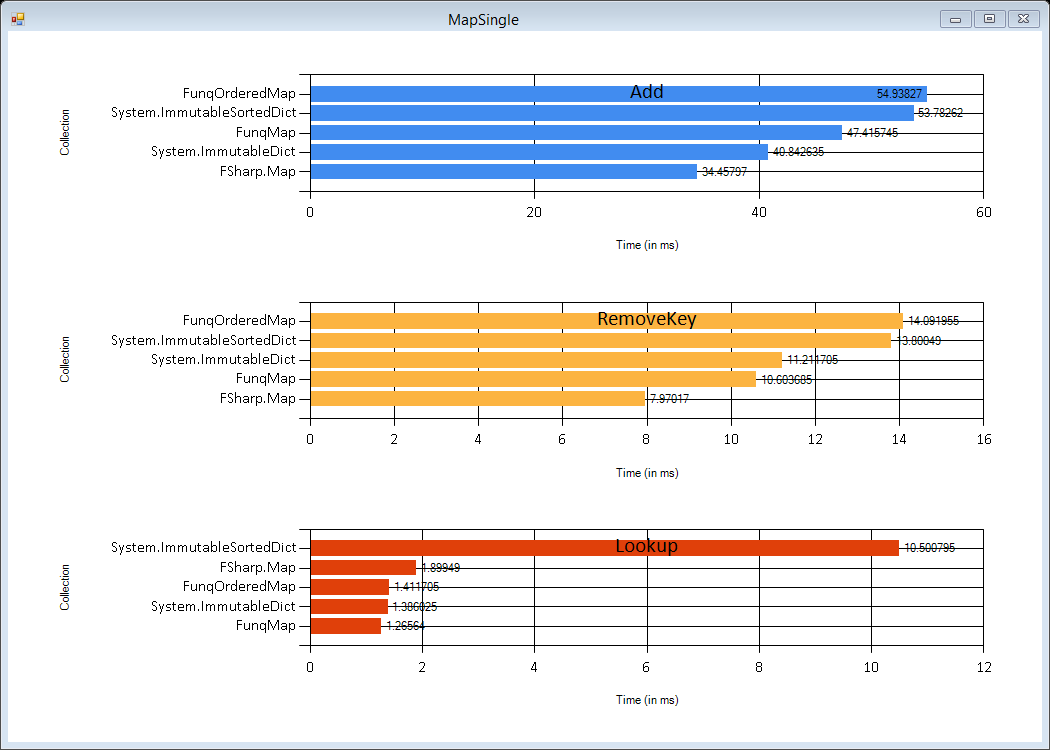 MapSingle
Add
Collection
FunqOrderedMap 54.93827
System.ImmutableSortedDict 53.78262
FunqMap 47.415745
System.ImmutableDict 40.842635
FSharp.Map 34.45797
0 20 40 60
Time (in ms)
RemoveKey
Collection
FunqOrderedMap 14.091955
System.ImmutableSortedDict 13.80049
System.ImmutableDict 11.211705
FunqMap 10.603685
FSharp.Map 7.97017
0 2 4 6 8 10 12 14 16
Time (in ms)
Lookup
Collection
System.ImmutableSortedDict 10.500795
FSharp.Map 1.89949
FunqOrderedMap 1.411705
System.ImmutableDict 1.386025
FunqMap 1.26564
0 2 4 6 8 10 12
Time (in ms)